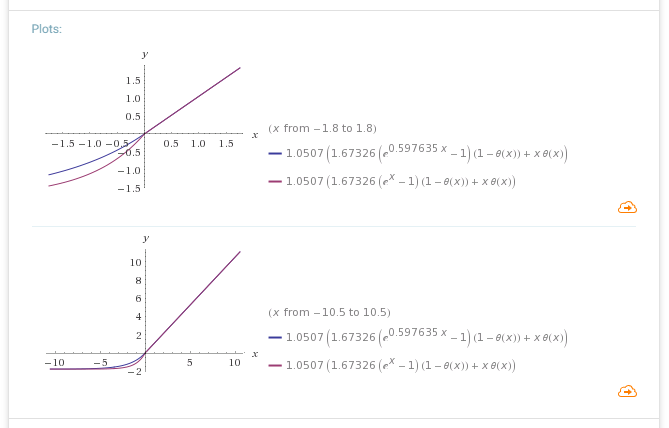 Plots:
y
1.5
1.0
0.5
−1.5 −1.0 −0.5 0.5 1.0 1.5 x
−0.5
−1.0
−1.5
(x from −1.8 to 1.8)
1.0507 (1.67326 (e^0.597635 x − 1) (1 − θ(x)) + x θ(x))
1.0507 (1.67326 (e^x − 1) (1 − θ(x)) + x θ(x))
y
10
8
6
4
2
−10 −5 5 10 x
−2
(x from −10.5 to 10.5)
1.0507 (1.67326 (e^0.597635 x − 1) (1 − θ(x)) + x θ(x))
1.0507 (1.67326 (e^x − 1) (1 − θ(x)) + x θ(x))